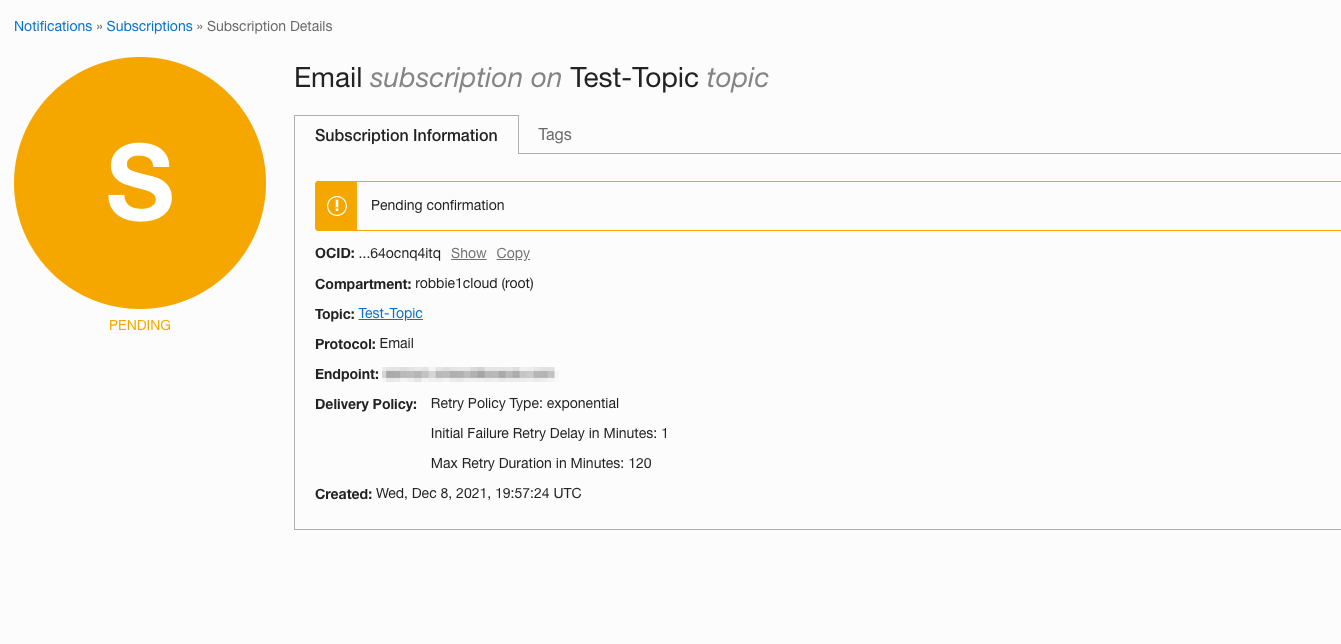 Notifications » Subscriptions » Subscription Details
S
PENDING
Email subscription on Test-Topic topic
Subscription Information
Tags
Pending confirmation
OCID: ...64ocnq4itq Show Copy
Compartment: robbie1cloud (root)
Topic: Test-Topic
Protocol: Email
Endpoint:
Delivery Policy: Retry Policy Type: exponential
Initial Failure Retry Delay in Minutes: 1
Max Retry Duration in Minutes: 120
Created: Wed, Dec 8, 2021, 19:57:24 UTC